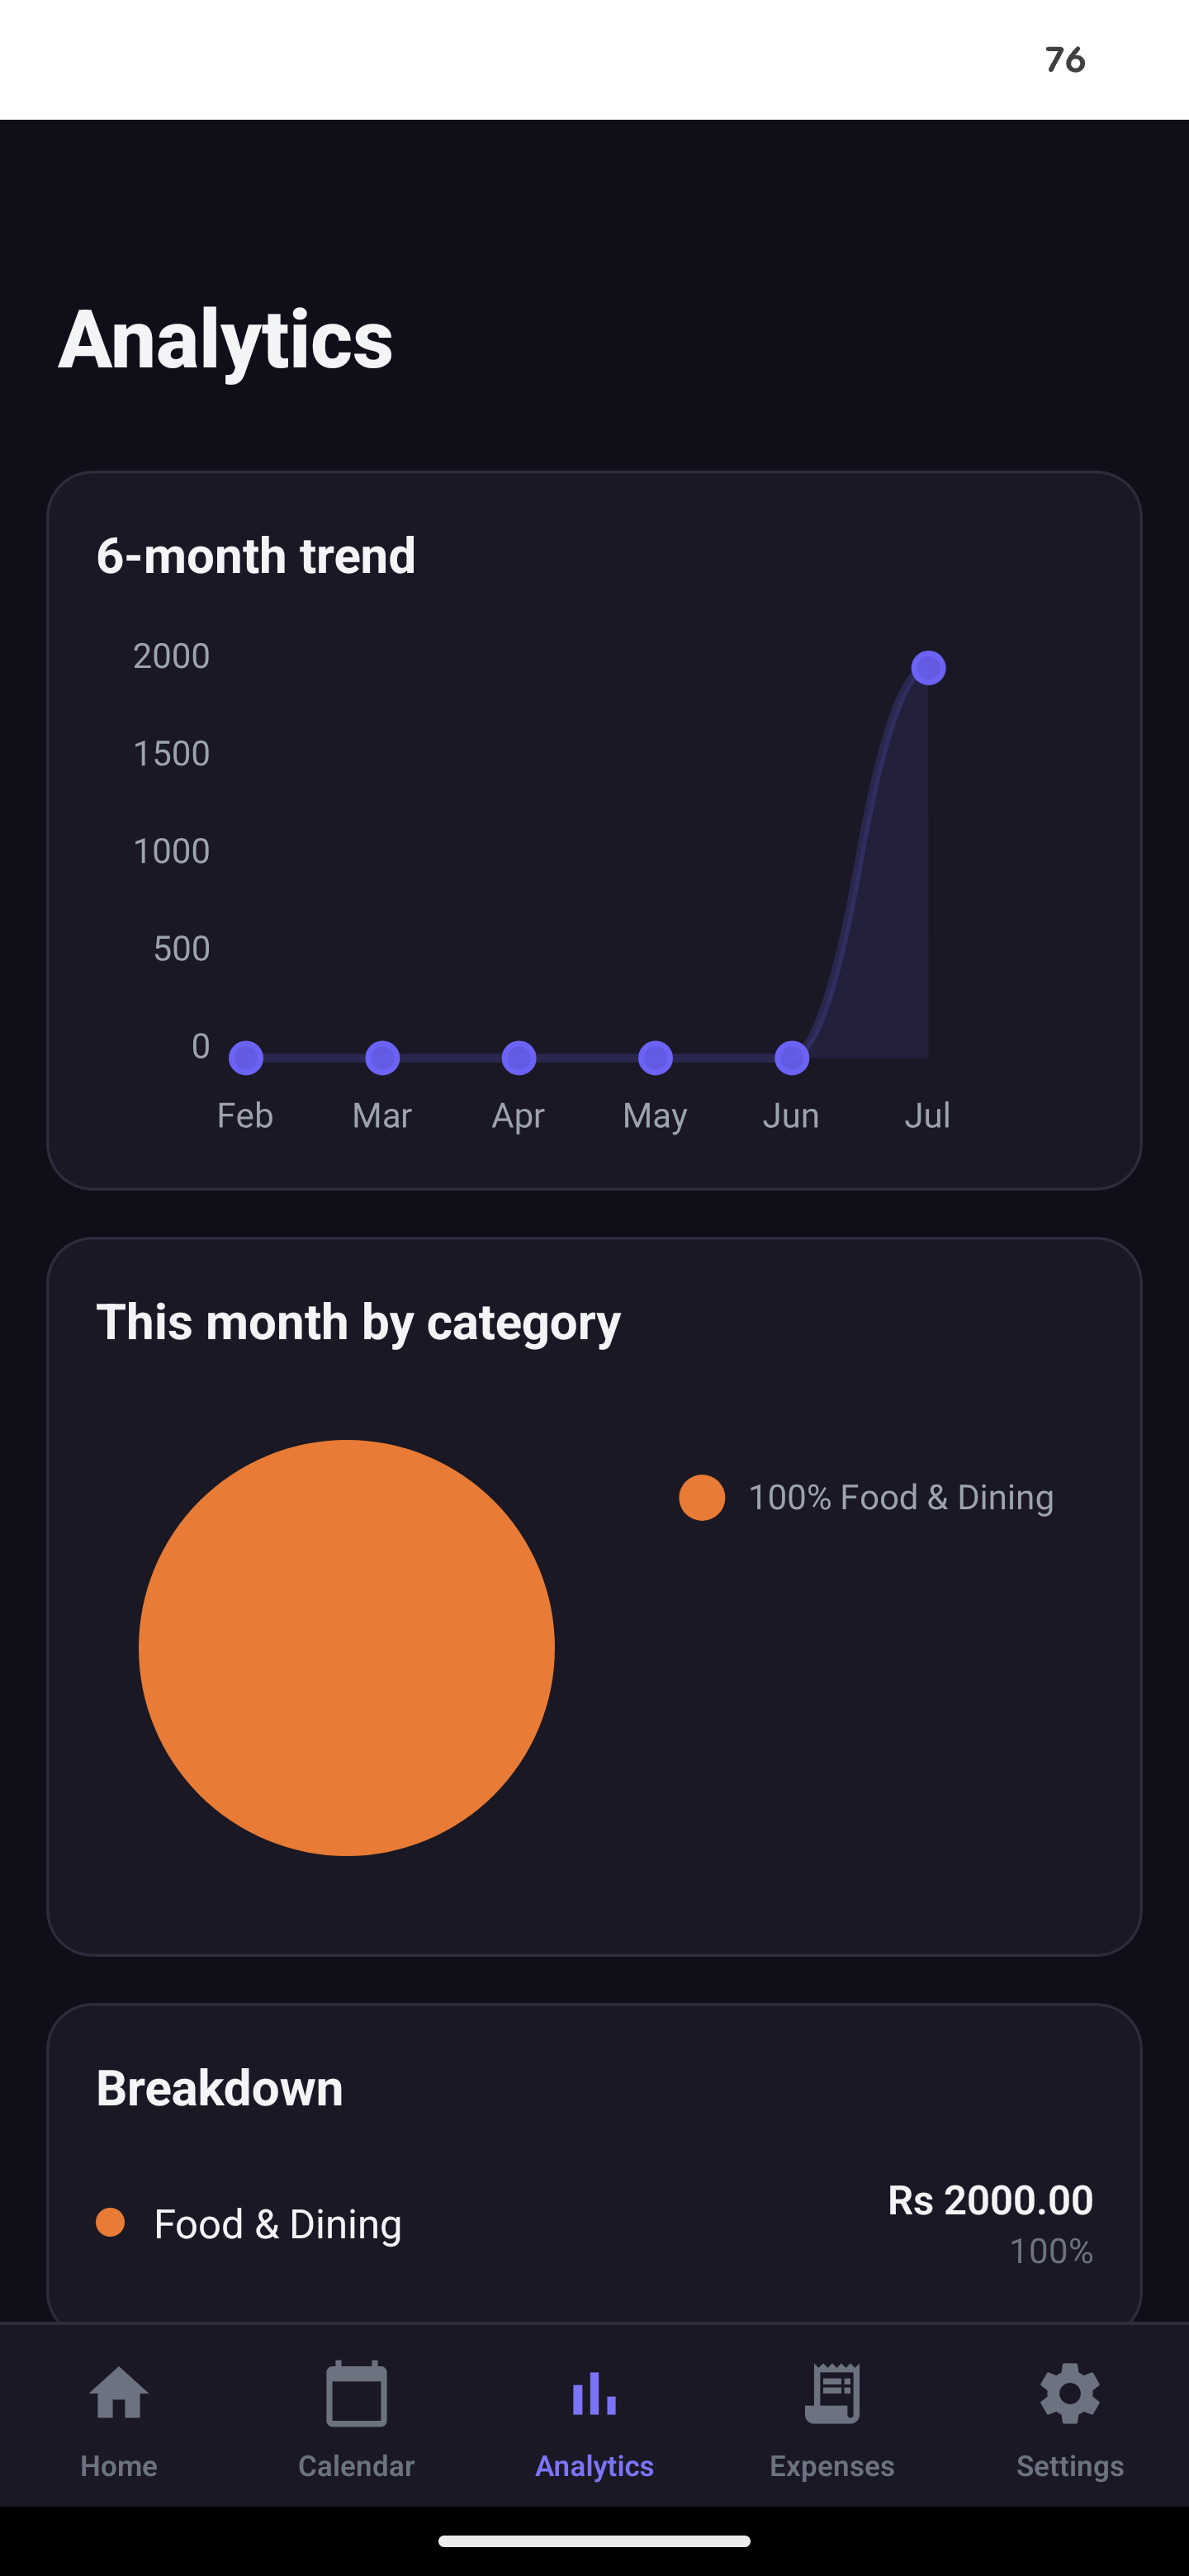 76
Analytics
6-month trend
2000
1500
1000
500
0
Feb Mar Apr May Jun Jul
This month by category
100% Food & Dining
Breakdown
Food & Dining
Rs 2000.00
100%
Home Calendar Analytics Expenses Settings